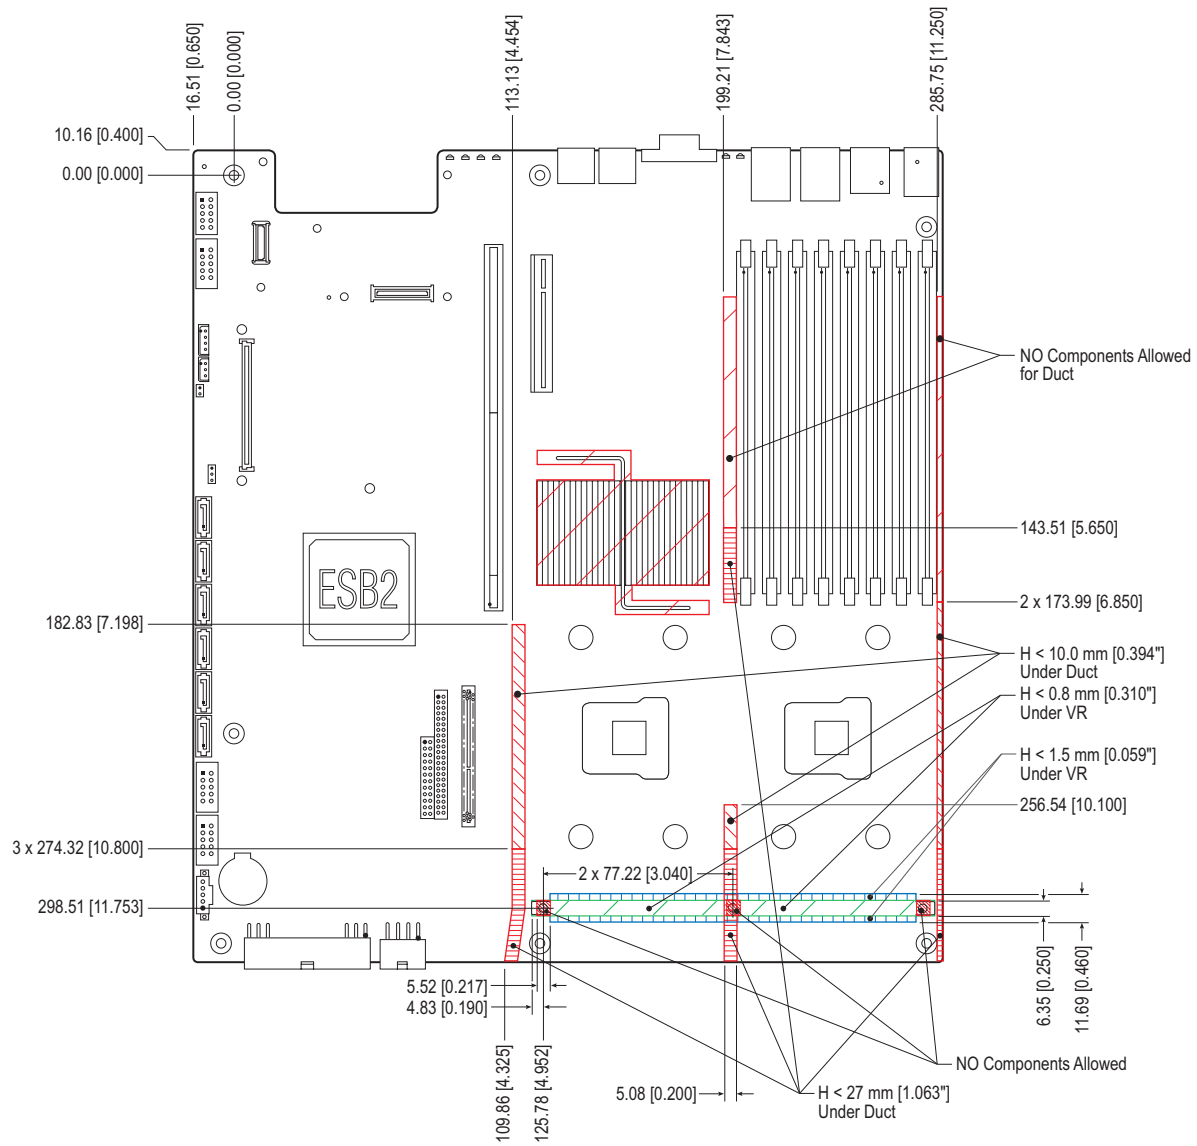 16.51 [0.650]
0.00 [0.000]
113.13 [4.454]
199.21 [7.843]
285.75 [11.250]
10.16 [0.400]
0.00 [0.000]
NO Components Allowed
for Duct
143.51 [5.650]
ESB2
2 x 173.99 [6.850]
182.83 [7.198]
H < 10.0 mm [0.394"]
Under Duct
H < 0.8 mm [0.310"]
Under VR
H < 1.5 mm [0.059"]
Under VR
256.54 [10.100]
3 x 274.32 [10.800]
2 x 77.22 [3.040]
298.51 [11.753]
5.52 [0.217]
4.83 [0.190]
6.35 [0.250]
11.69 [0.460]
NO Components Allowed
109.86 [4.325]
125.78 [4.952]
5.08 [0.200]
H < 27 mm [1.063"]
Under Duct